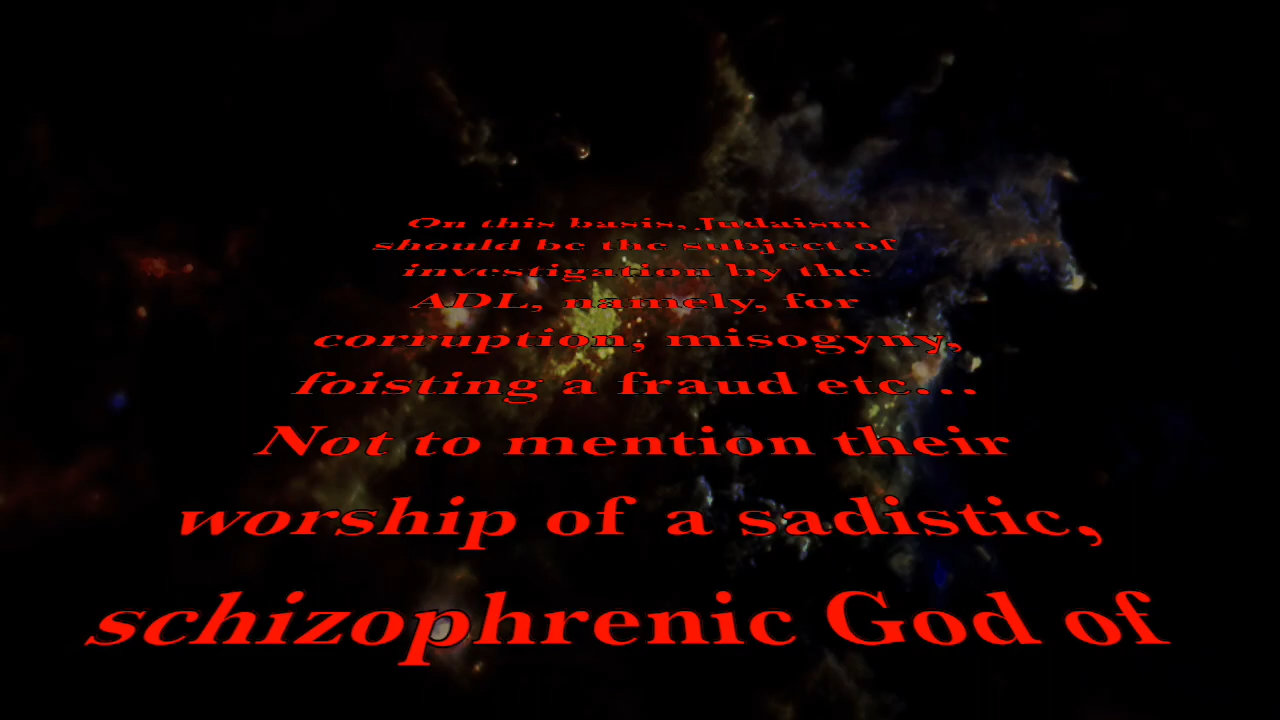 On this basis, Judaism
should be the subject of
investigation by the
ADL, namely, for
corruption, misogyny,
foisting a fraud etc...
Not to mention their
worship of a sadistic,
schizophrenic God of